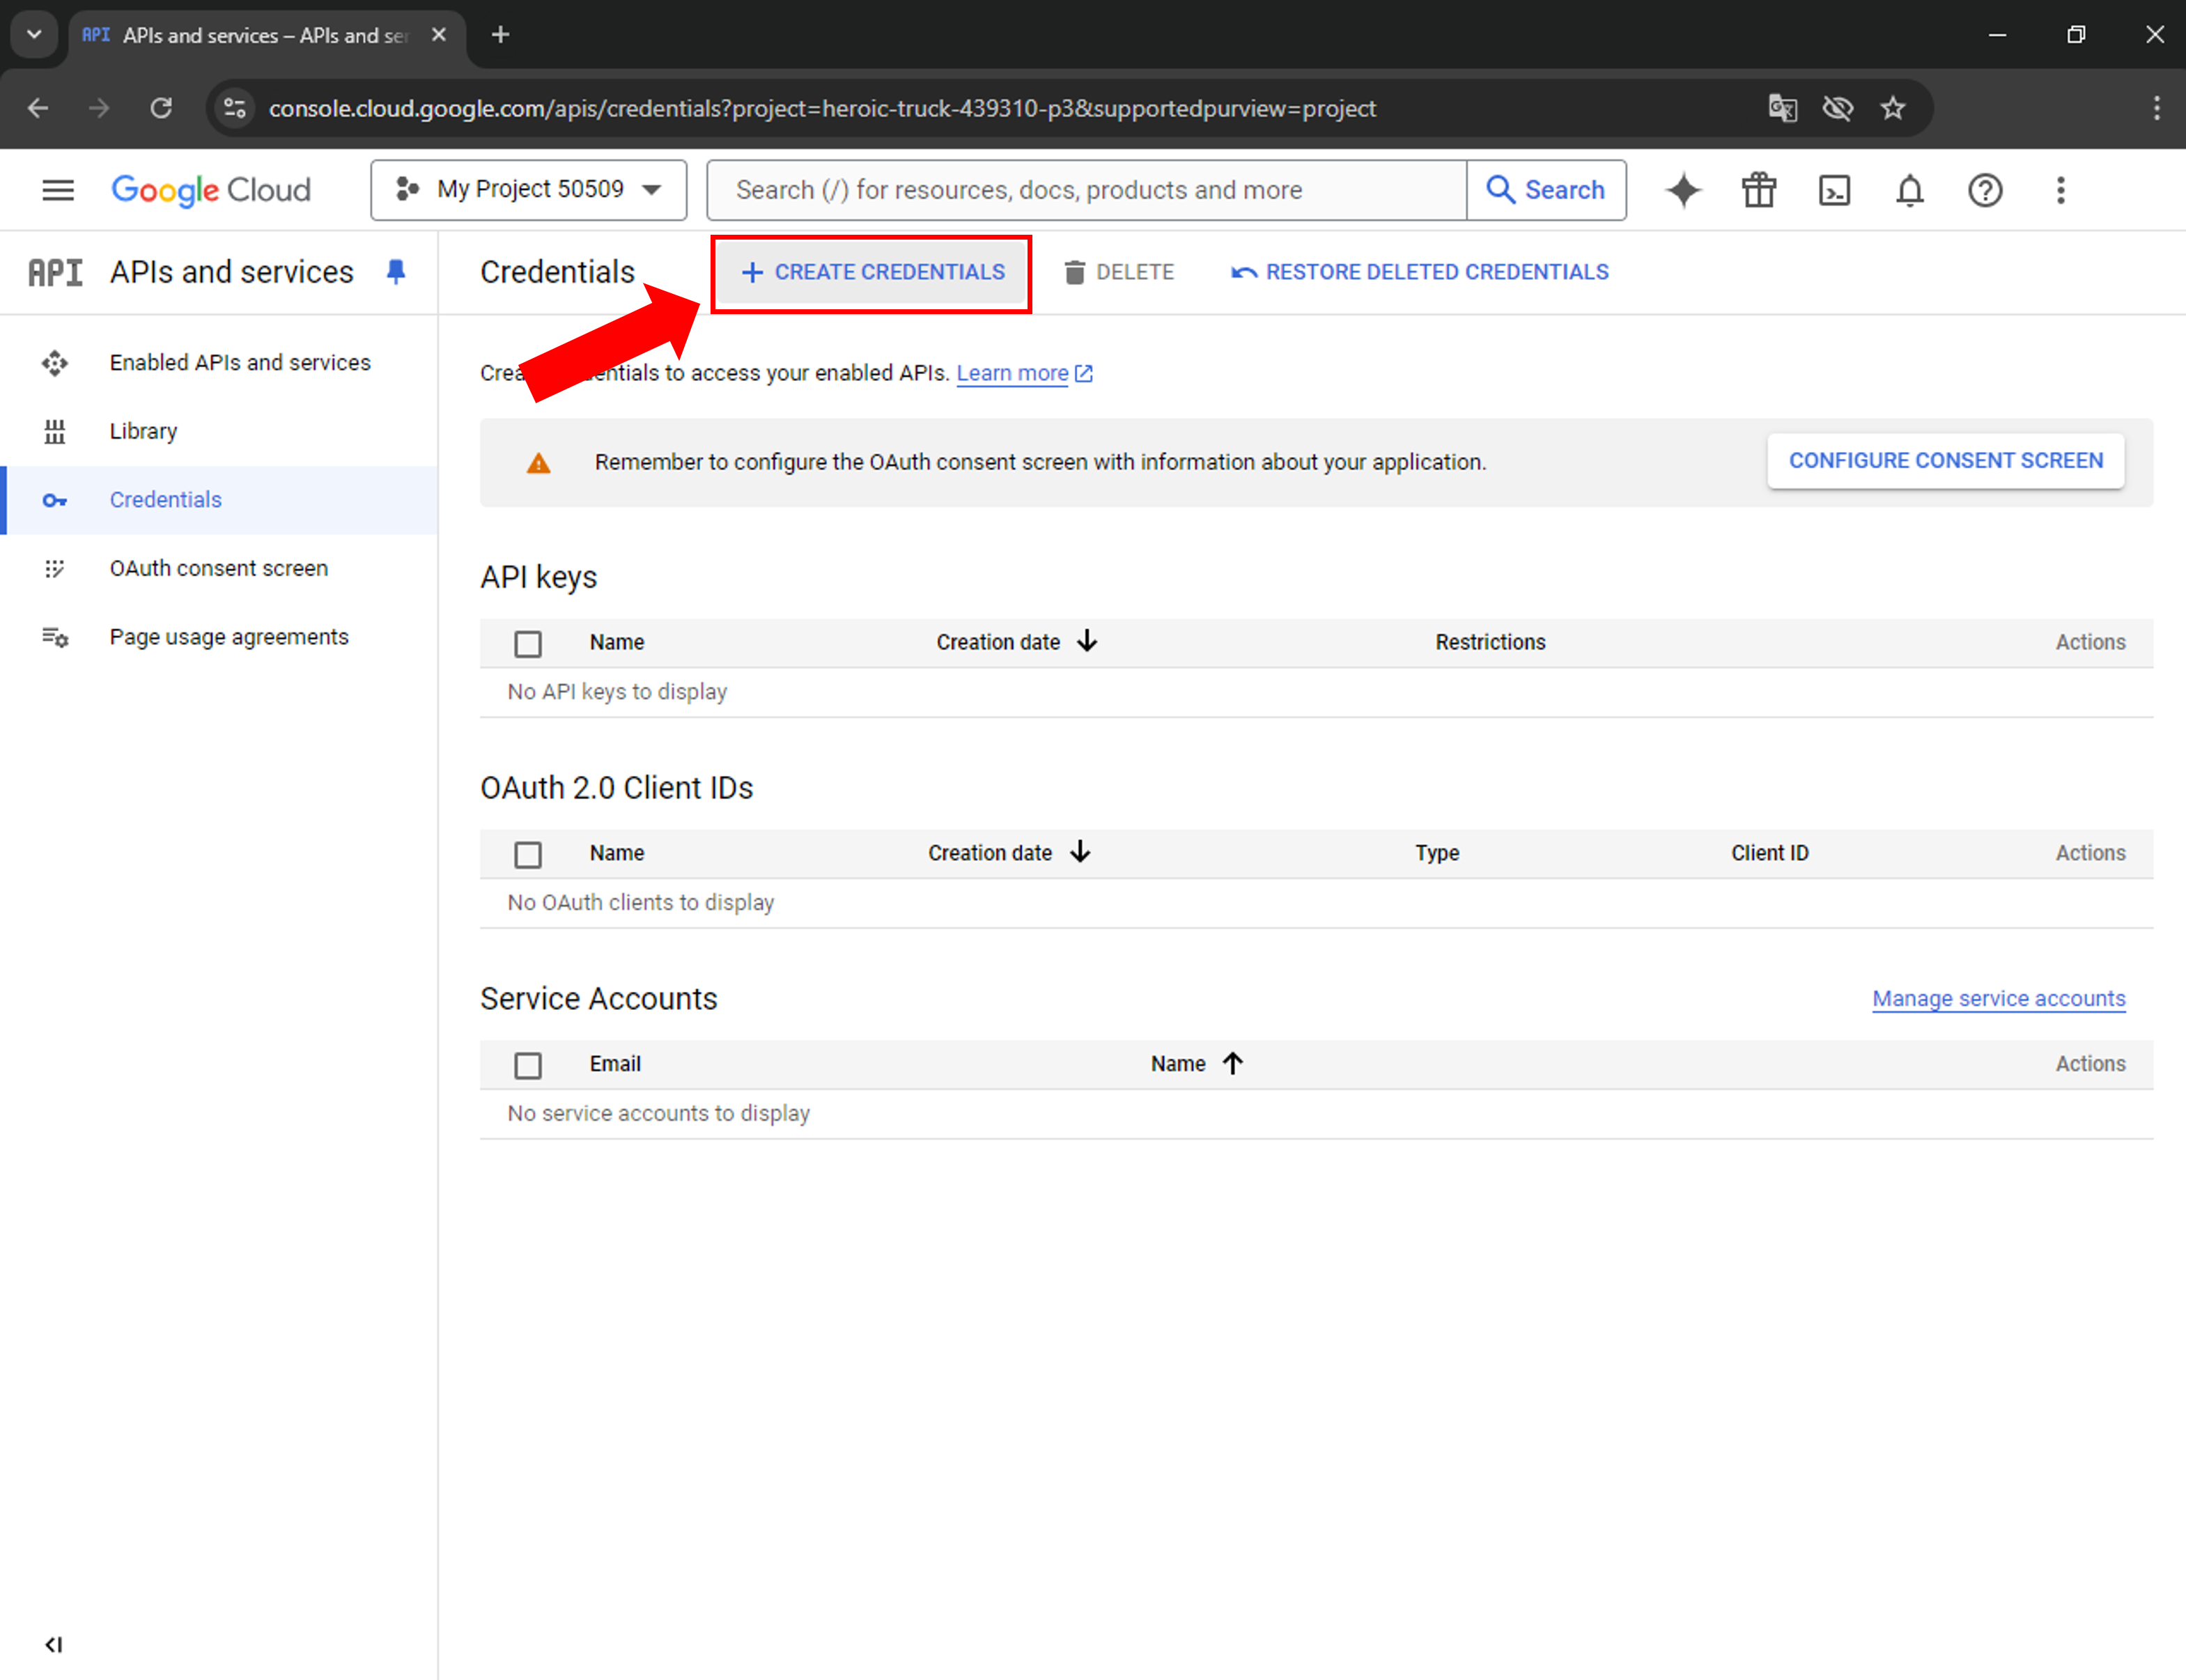 API APIs and services – APIs and ser
console.cloud.google.com/apis/credentials?project=heroic-truck-439310-p3&supportedpurview=project
Google Cloud
My Project 50509
Search (/) for resources, docs, products and more
Search
API APIs and services
Credentials
CREATE CREDENTIALS
DELETE
RESTORE DELETED CREDENTIALS
Enabled APIs and services
Library
Credentials
OAuth consent screen
Page usage agreements
to access your enabled APIs. Learn more
Remember to configure the OAuth consent screen with information about your application.
CONFIGURE CONSENT SCREEN
API keys
Name Creation date Restrictions Actions
No API keys to display
OAuth 2.0 Client IDs
Name Creation date Type Client ID Actions
No OAuth clients to display
Service Accounts
Manage service accounts
Email Name Actions
No service accounts to display